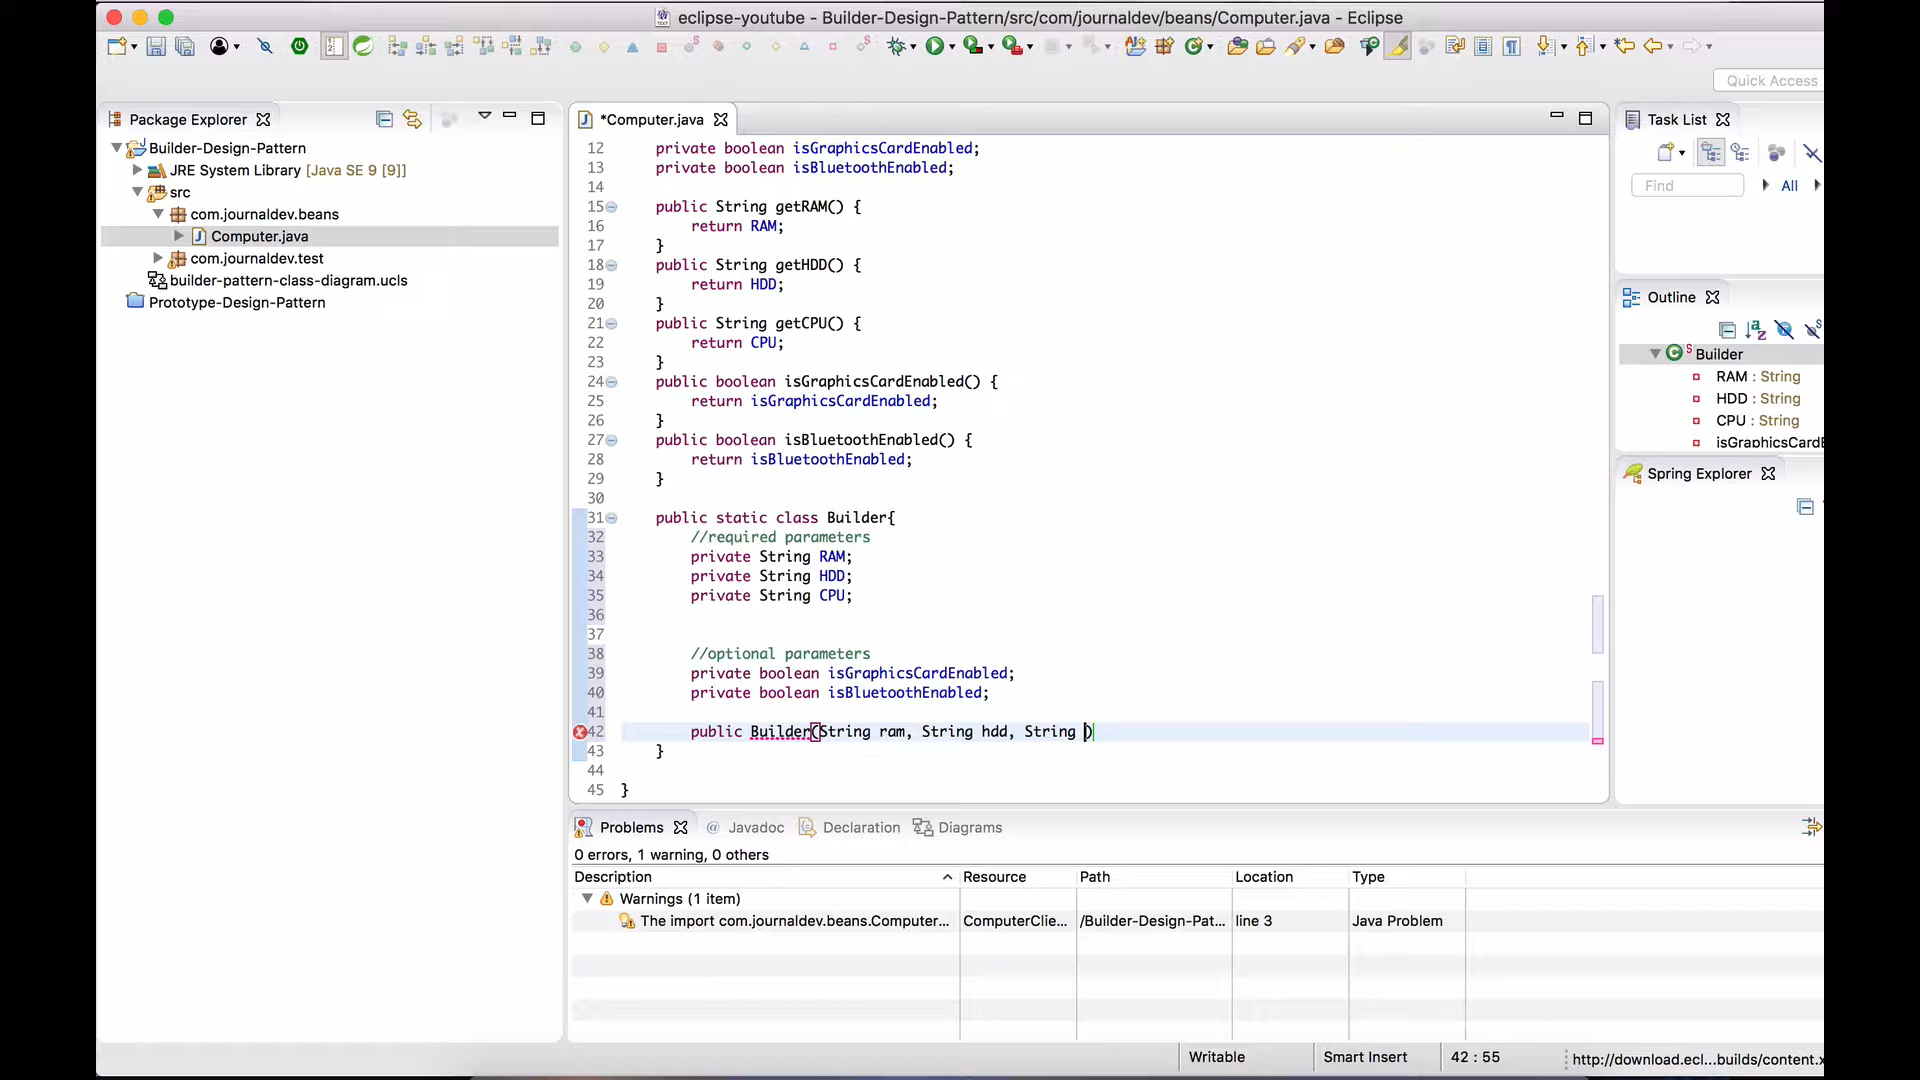 eclipse-youtube - Builder-Design-Pattern/src/com/journaldev/beans/Computer.java - Eclipse
Quick Access
Package Explorer
Builder-Design-Pattern
JRE System Library [Java SE 9 [9]]
src
com.journaldev.beans
Computer.java
com.journaldev.test
builder-pattern-class-diagram.ucls
Prototype-Design-Pattern
*Computer.java
12 private boolean isGraphicsCardEnabled;
13 private boolean isBluetoothEnabled;
14
15 public String getRAM() {
16 return RAM;
17 }
18 public String getHDD() {
19 return HDD;
20 }
21 public String getCPU() {
22 return CPU;
23 }
24 public boolean isGraphicsCardEnabled() {
25 return isGraphicsCardEnabled;
26 }
27 public boolean isBluetoothEnabled() {
28 return isBluetoothEnabled;
29 }
30
31 public static class Builder{
32 //required parameters
33 private String RAM;
34 private String HDD;
35 private String CPU;
36
37
38 //optional parameters
39 private boolean isGraphicsCardEnabled;
40 private boolean isBluetoothEnabled;
41
42 public Builder(String ram, String hdd, String )
43 }
44
45 }
Task List
Find
All
Outline
Builder
RAM : String
HDD : String
CPU : String
isGraphicsCardE
Spring Explorer
Problems @ Javadoc Declaration Diagrams
0 errors, 1 warning, 0 others
Description Resource Path Location Type
Warnings (1 item)
The import com.journaldev.beans.Computer... ComputerClie... /Builder-Design-Pat... line 3 Java Problem
Writable Smart Insert 42 : 55 http://download.ecl...builds/content.x